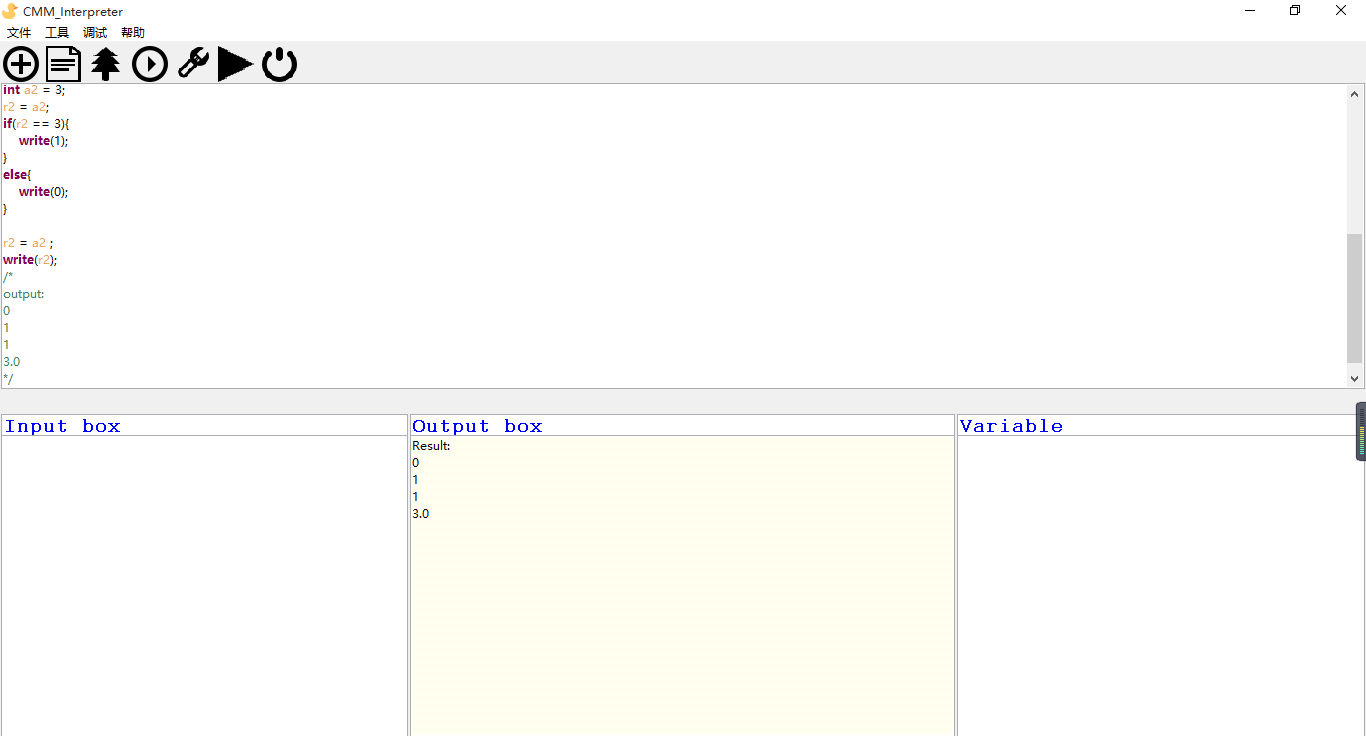 CMM_Interpreter
文件 工具 调试 帮助
int a2 = 3;
r2 = a2;
if(r2 == 3){
write(1);
}
else{
write(0);
}
r2 = a2 ;
write(r2);
/*
output:
0
1
1
3.0
*/
Input box
Output box
Variable
Result:
0
1
1
3.0